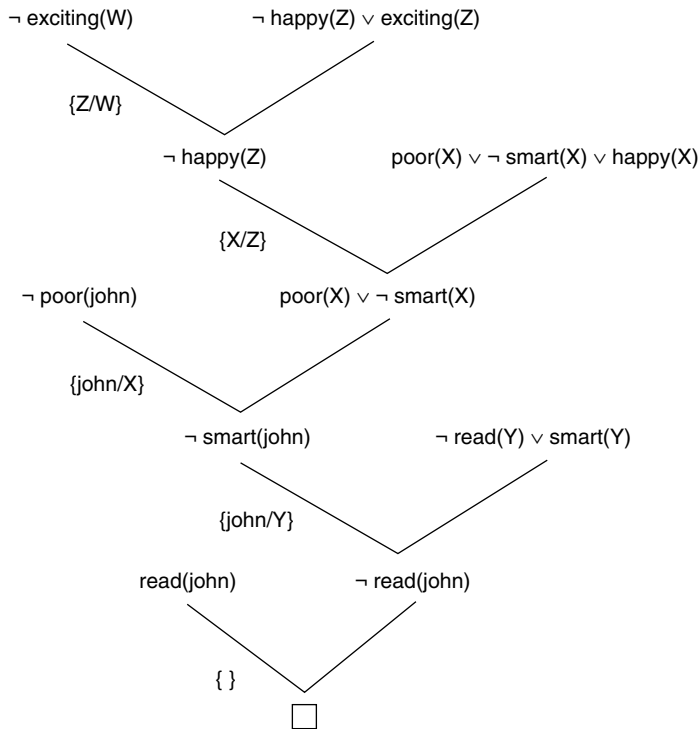 ¬ exciting(W) ¬ happy(Z) ∨ exciting(Z)
{Z/W}
¬ happy(Z) poor(X) ∨ ¬ smart(X) ∨ happy(X)
{X/Z}
¬ poor(john) poor(X) ∨ ¬ smart(X)
{john/X}
¬ smart(john) ¬ read(Y) ∨ smart(Y)
{john/Y}
read(john) ¬ read(john)
{ }